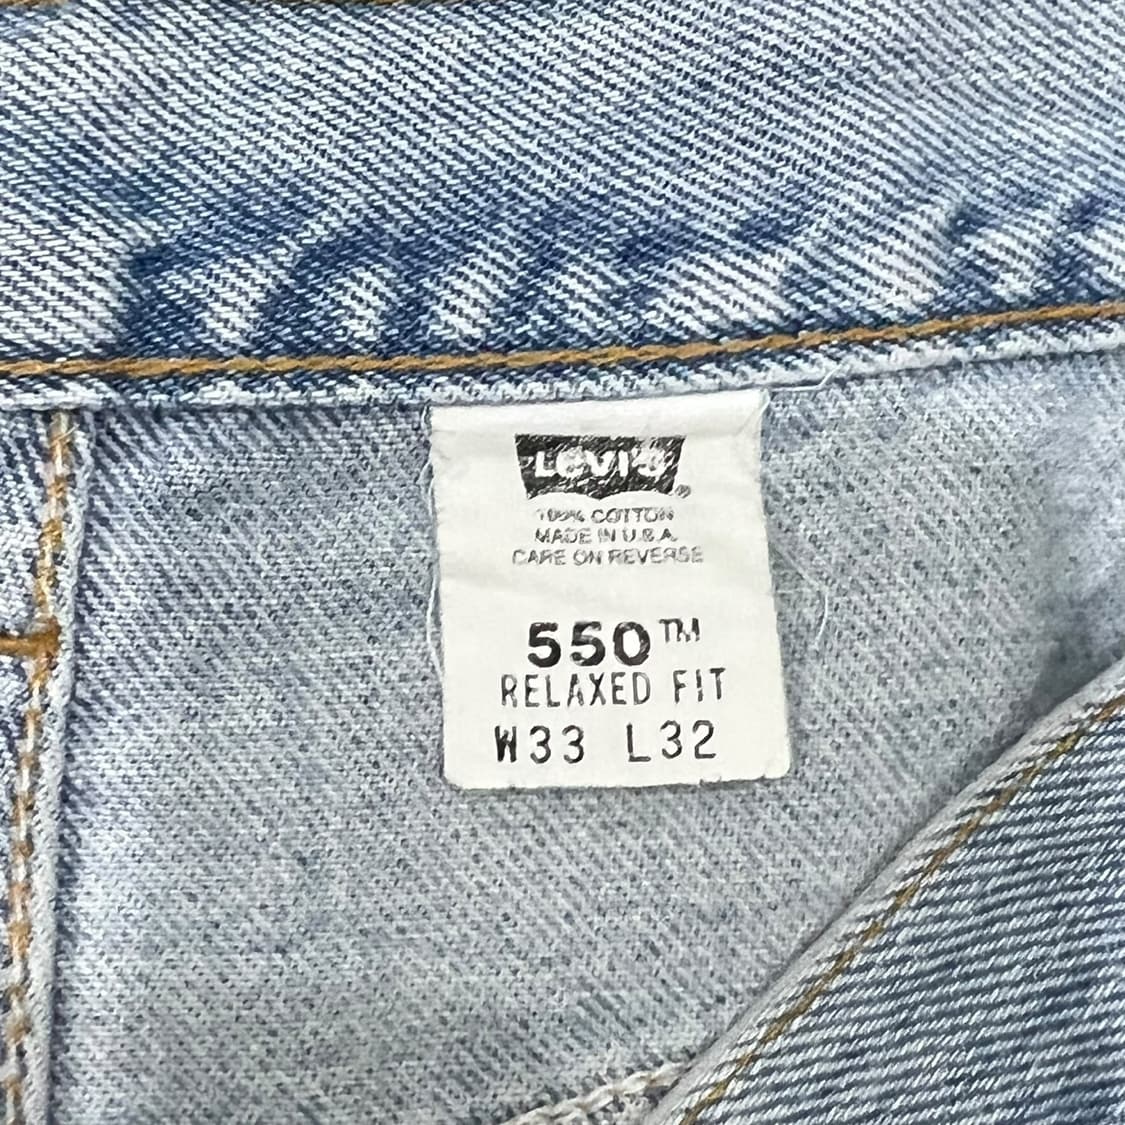 LEVI'S®
100% COTTON
MADE IN U.S.A.
CARE ON REVERSE
550™
RELAXED FIT
W33 L32